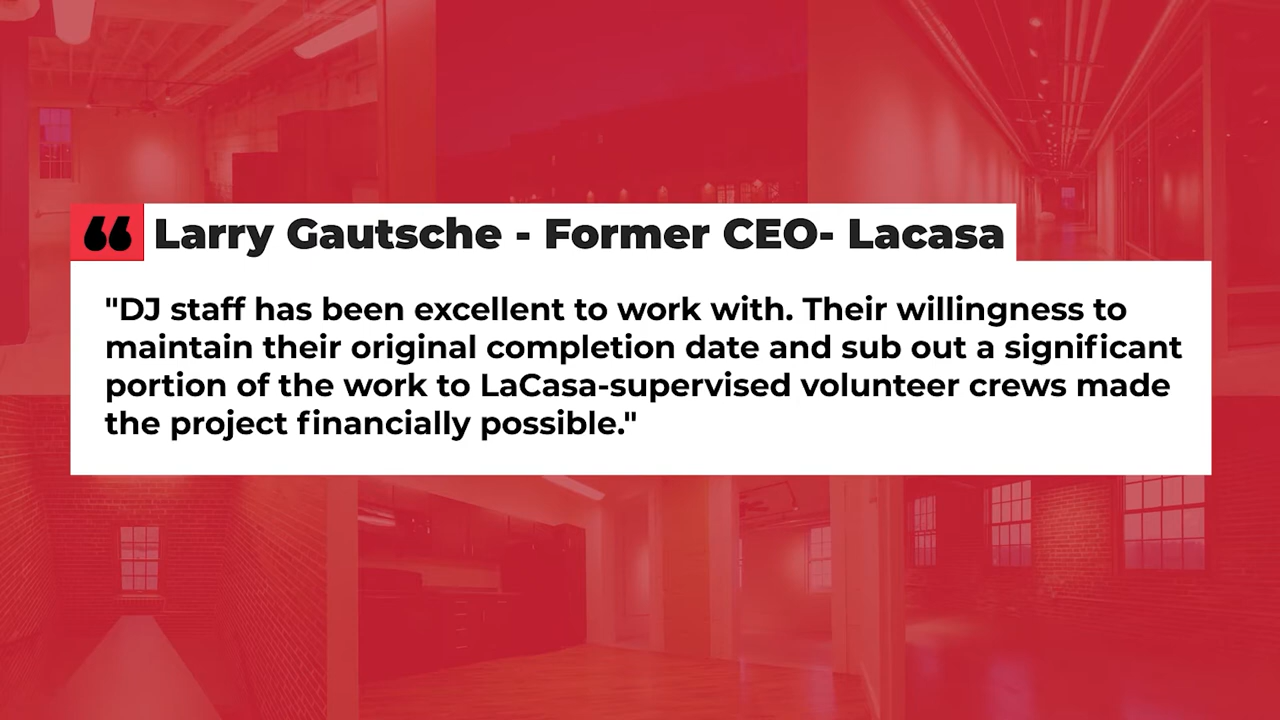 Larry Gautsche - Former CEO- Lacasa
"DJ staff has been excellent to work with. Their willingness to
maintain their original completion date and sub out a significant
portion of the work to LaCasa-supervised volunteer crews made
the project financially possible."